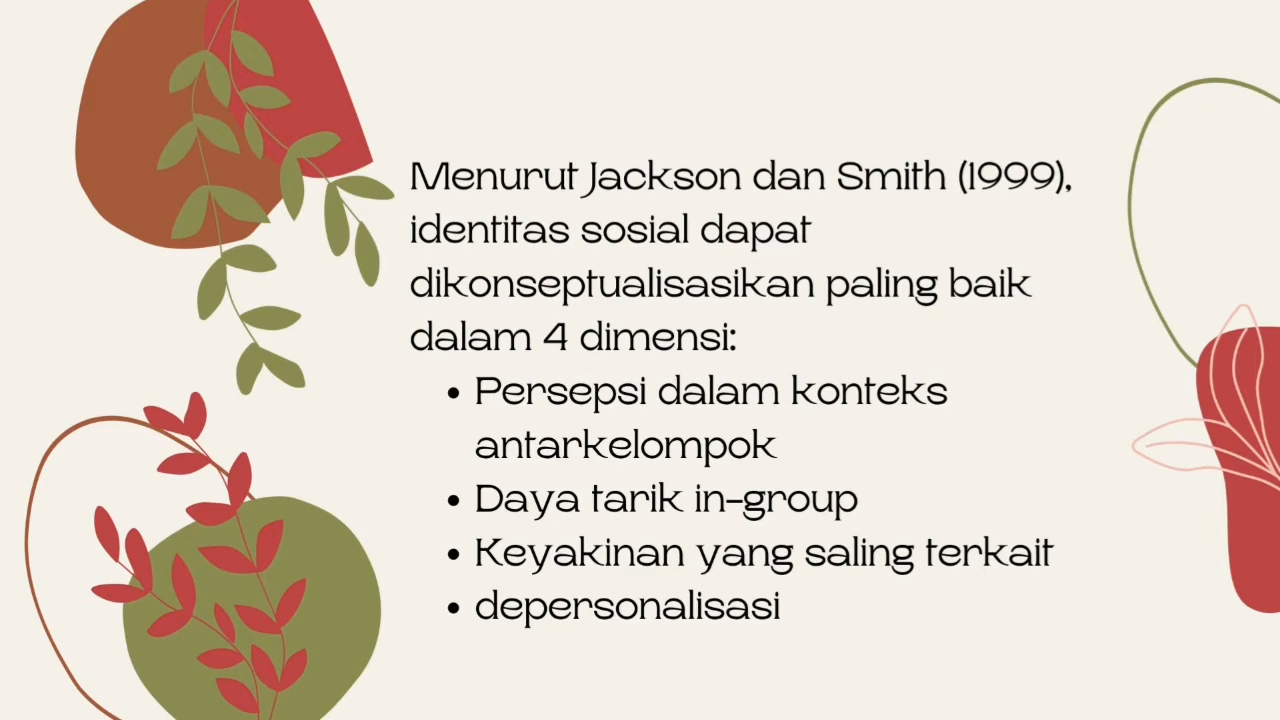 Menurut Jackson dan Smith (1999),
identitas sosial dapat
dikonseptualisasikan paling baik
dalam 4 dimensi:
• Persepsi dalam konteks
antarkelompok
• Daya tarik in-group
• Keyakinan yang saling terkait
• depersonalisasi